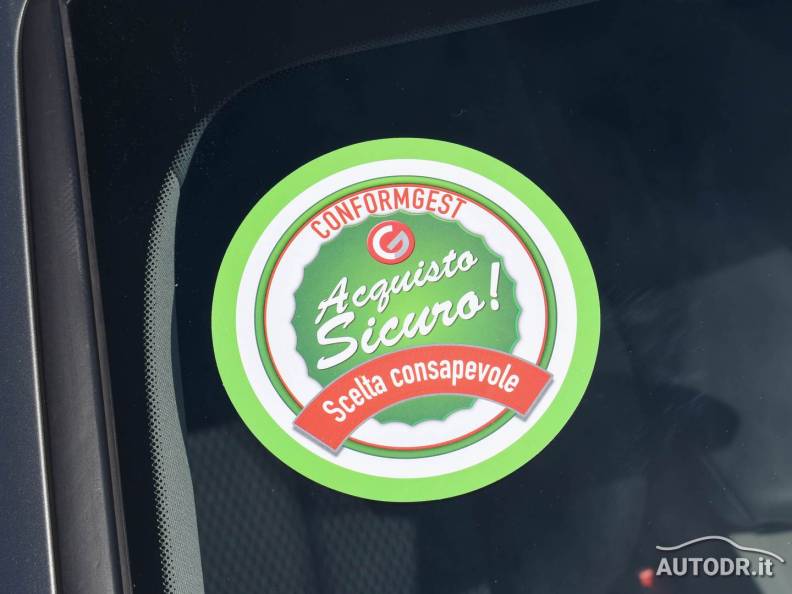 CONFORMGEST
Acquisto
Sicuro!
Scelta consapevole
AUTODR.it